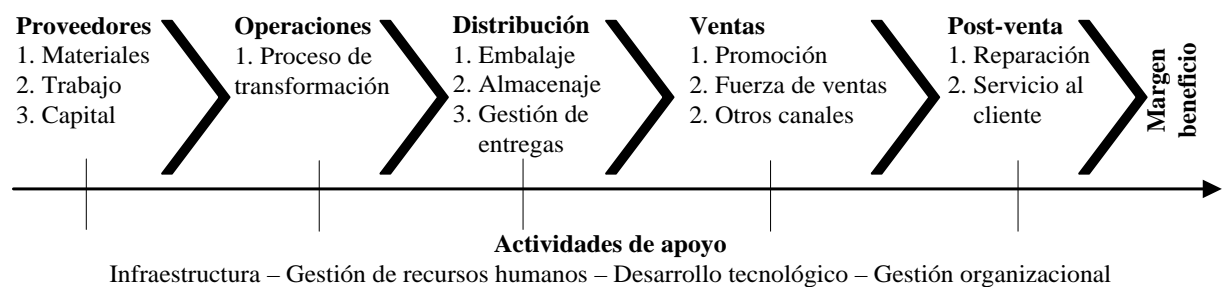 Proveedores
1. Materiales
2. Trabajo
3. Capital
Operaciones
1. Proceso de
transformación
Distribución
1. Embalaje
2. Almacenaje
3. Gestión de
entregas
Ventas
1. Promoción
2. Fuerza de ventas
2. Otros canales
Post-venta
1. Reparación
2. Servicio al
cliente
Margen
beneficio
Actividades de apoyo
Infraestructura – Gestión de recursos humanos – Desarrollo tecnológico – Gestión organizacional